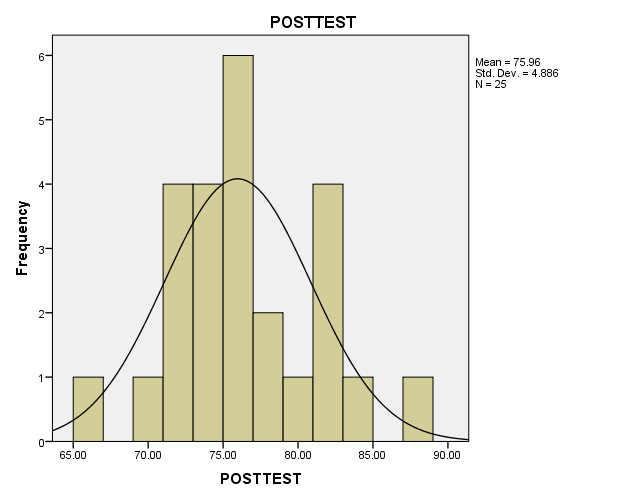 POSTTEST
Mean = 75.96
Std. Dev. = 4.886
N = 25
6
5
4
3
2
1
0
Frequency
65.00 70.00 75.00 80.00 85.00 90.00
POSTTEST